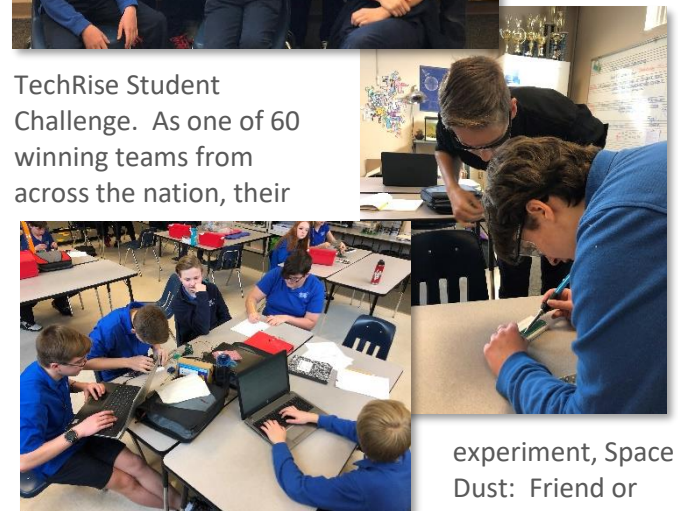 TechRise Student
Challenge.  As one of 60
winning teams from
across the nation, their
experiment, Space
Dust:  Friend or